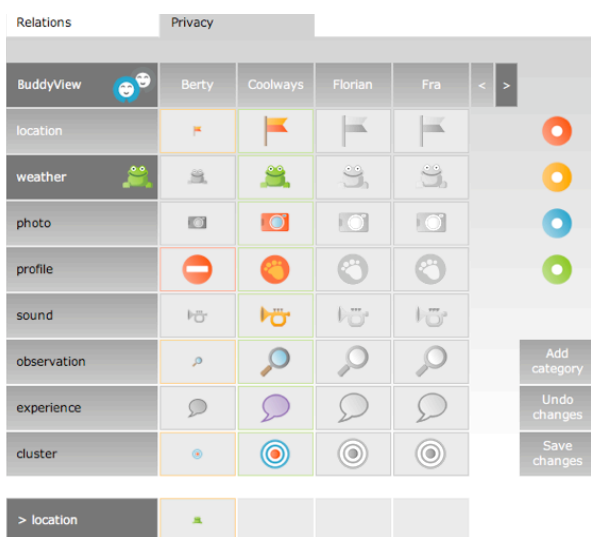 Relations Privacy
BuddyView Berty Coolways Florian Fra < >
location
weather
photo
profile
sound
observation
Add
category
experience
Undo
changes
cluster
Save
changes
> location